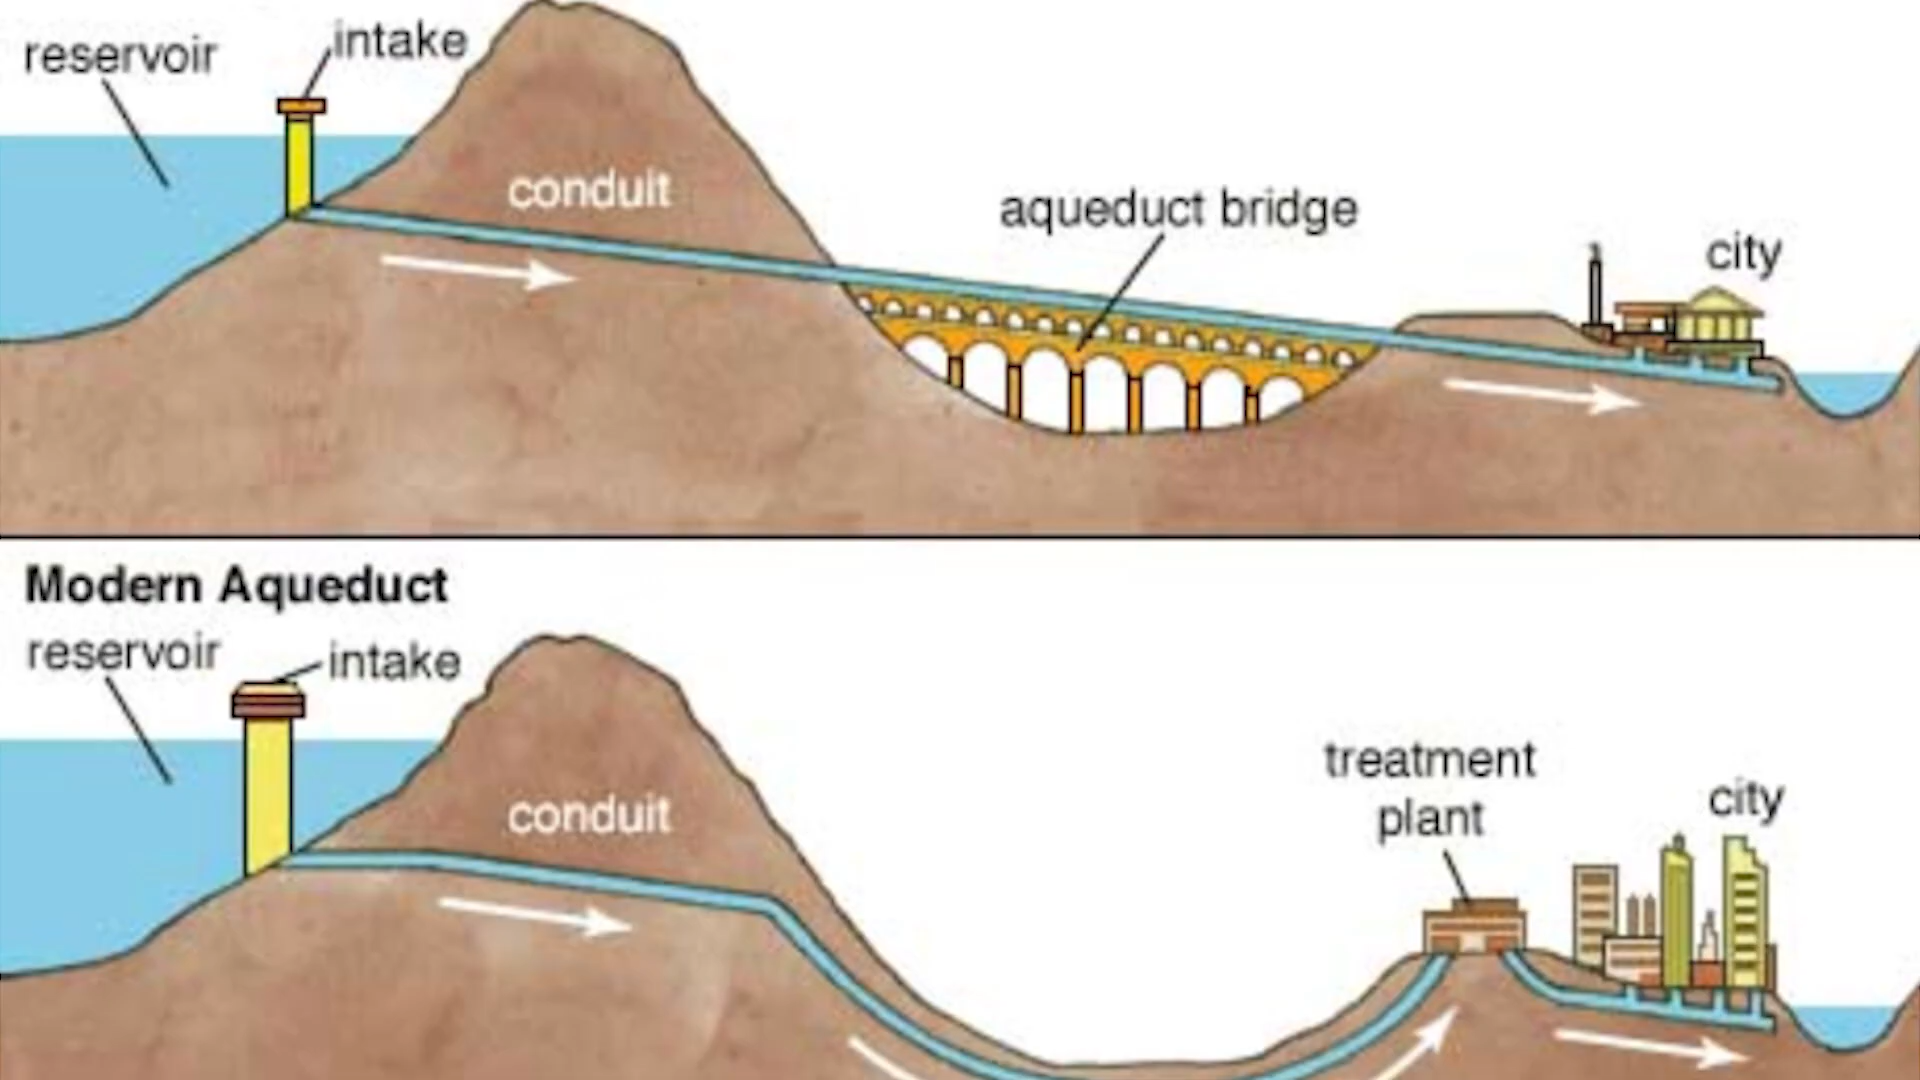 reservoir
intake
conduit
aqueduct bridge
city
Modern Aqueduct
reservoir
intake
conduit
treatment
plant
city